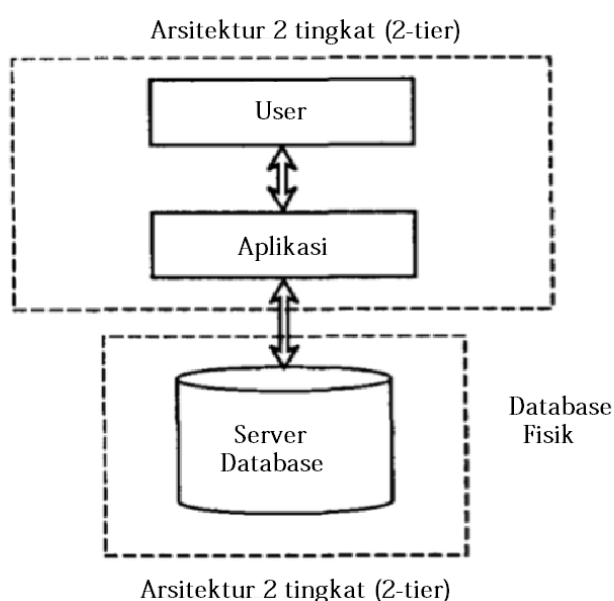 Arsitektur 2 tingkat (2-tier)
User
Aplikasi
Server
Database
Database
Fisik
Arsitektur 2 tingkat (2-tier)